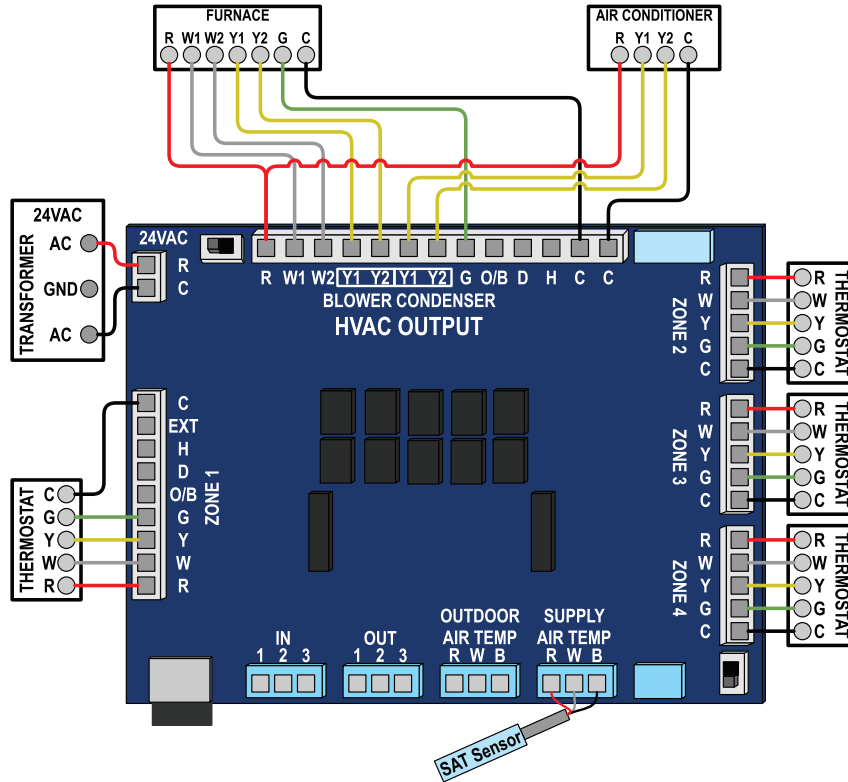 FURNACE
R W1 W2 Y1 Y2 G C
AIR CONDITIONER
R Y1 Y2 C
TRANSFORMER
24VAC
AC
GND
AC
24VAC
R
C
R W1 W2 Y1 Y2 Y1 Y2 G O/B D H C C
BLOWER CONDENSER
HVAC OUTPUT
ZONE 2
R
W
Y
G
C
THERMOSTAT
R
W
Y
G
C
ZONE 3
R
W
Y
G
C
THERMOSTAT
R
W
Y
G
C
ZONE 4
R
W
Y
G
C
THERMOSTAT
R
W
Y
G
C
ZONE 1
C
EXT
H
D
O/B
G
Y
W
R
THERMOSTAT
C
G
Y
W
R
IN
1 2 3
OUT
1 2 3
OUTDOOR
AIR TEMP
R W B
SUPPLY
AIR TEMP
R W B
SAT Sensor